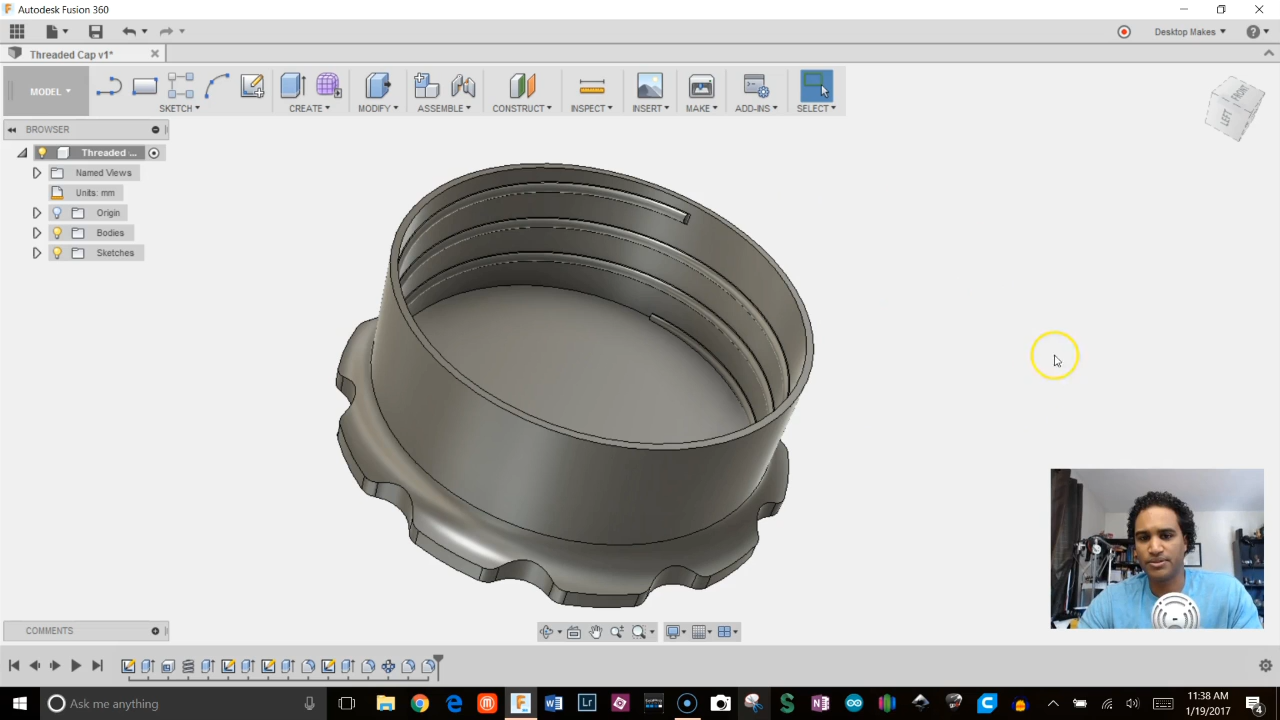 Autodesk Fusion 360
Desktop Makes
Threaded Cap v1*
MODEL
SKETCH
CREATE
MODIFY
ASSEMBLE
CONSTRUCT
INSPECT
INSERT
MAKE
ADD-INS
SELECT
LEFT
FRONT
BROWSER
Threaded ...
Named Views
Units: mm
Origin
Bodies
Sketches
COMMENTS
Ask me anything
11:38 AM
1/19/2017